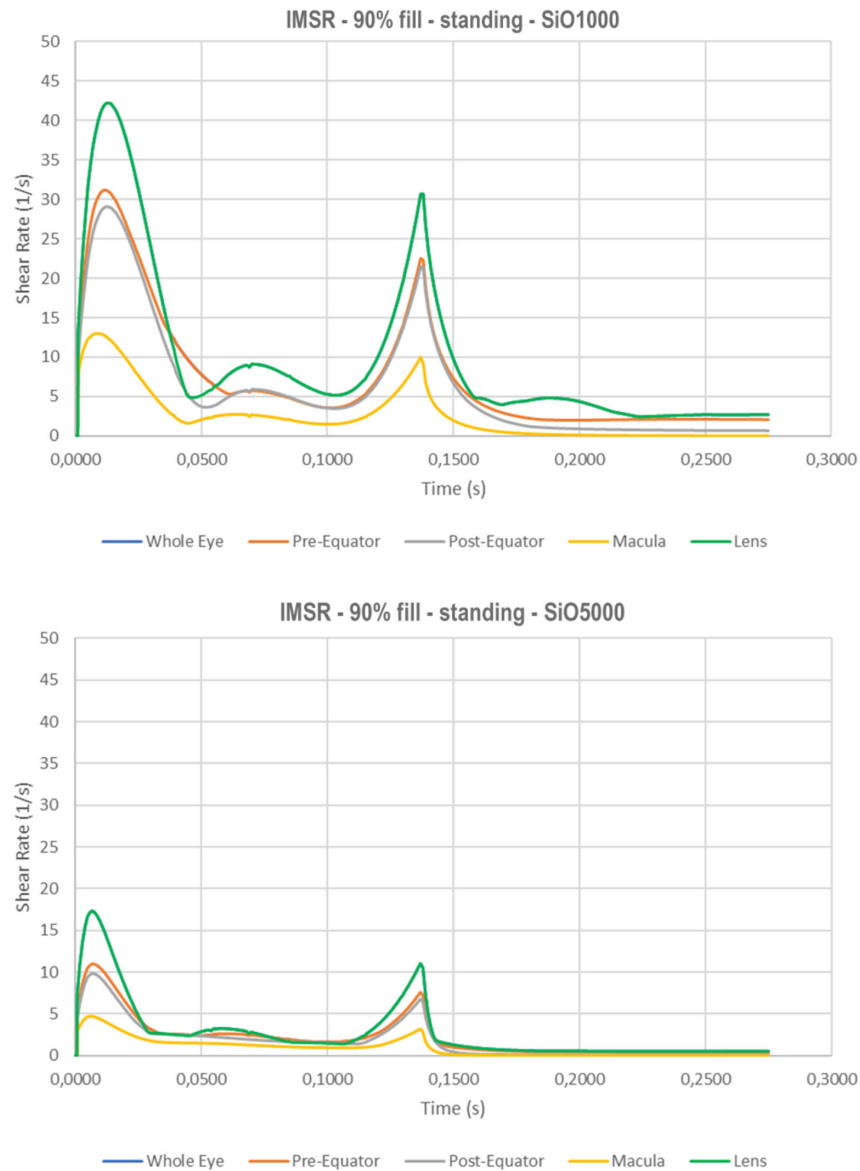 IMSR - 90% fill - standing - SiO1000
50
45
40
35
30
25
20
15
10
5
0
Shear Rate (1/s)
0,0000 0,0500 0,1000 0,1500 0,2000 0,2500 0,3000
Time (s)
Whole Eye Pre-Equator Post-Equator Macula Lens
IMSR - 90% fill - standing - SiO5000
50
45
40
35
30
25
20
15
10
5
0
Shear Rate (1/s)
0,0000 0,0500 0,1000 0,1500 0,2000 0,2500 0,3000
Time (s)
Whole Eye Pre-Equator Post-Equator Macula Lens